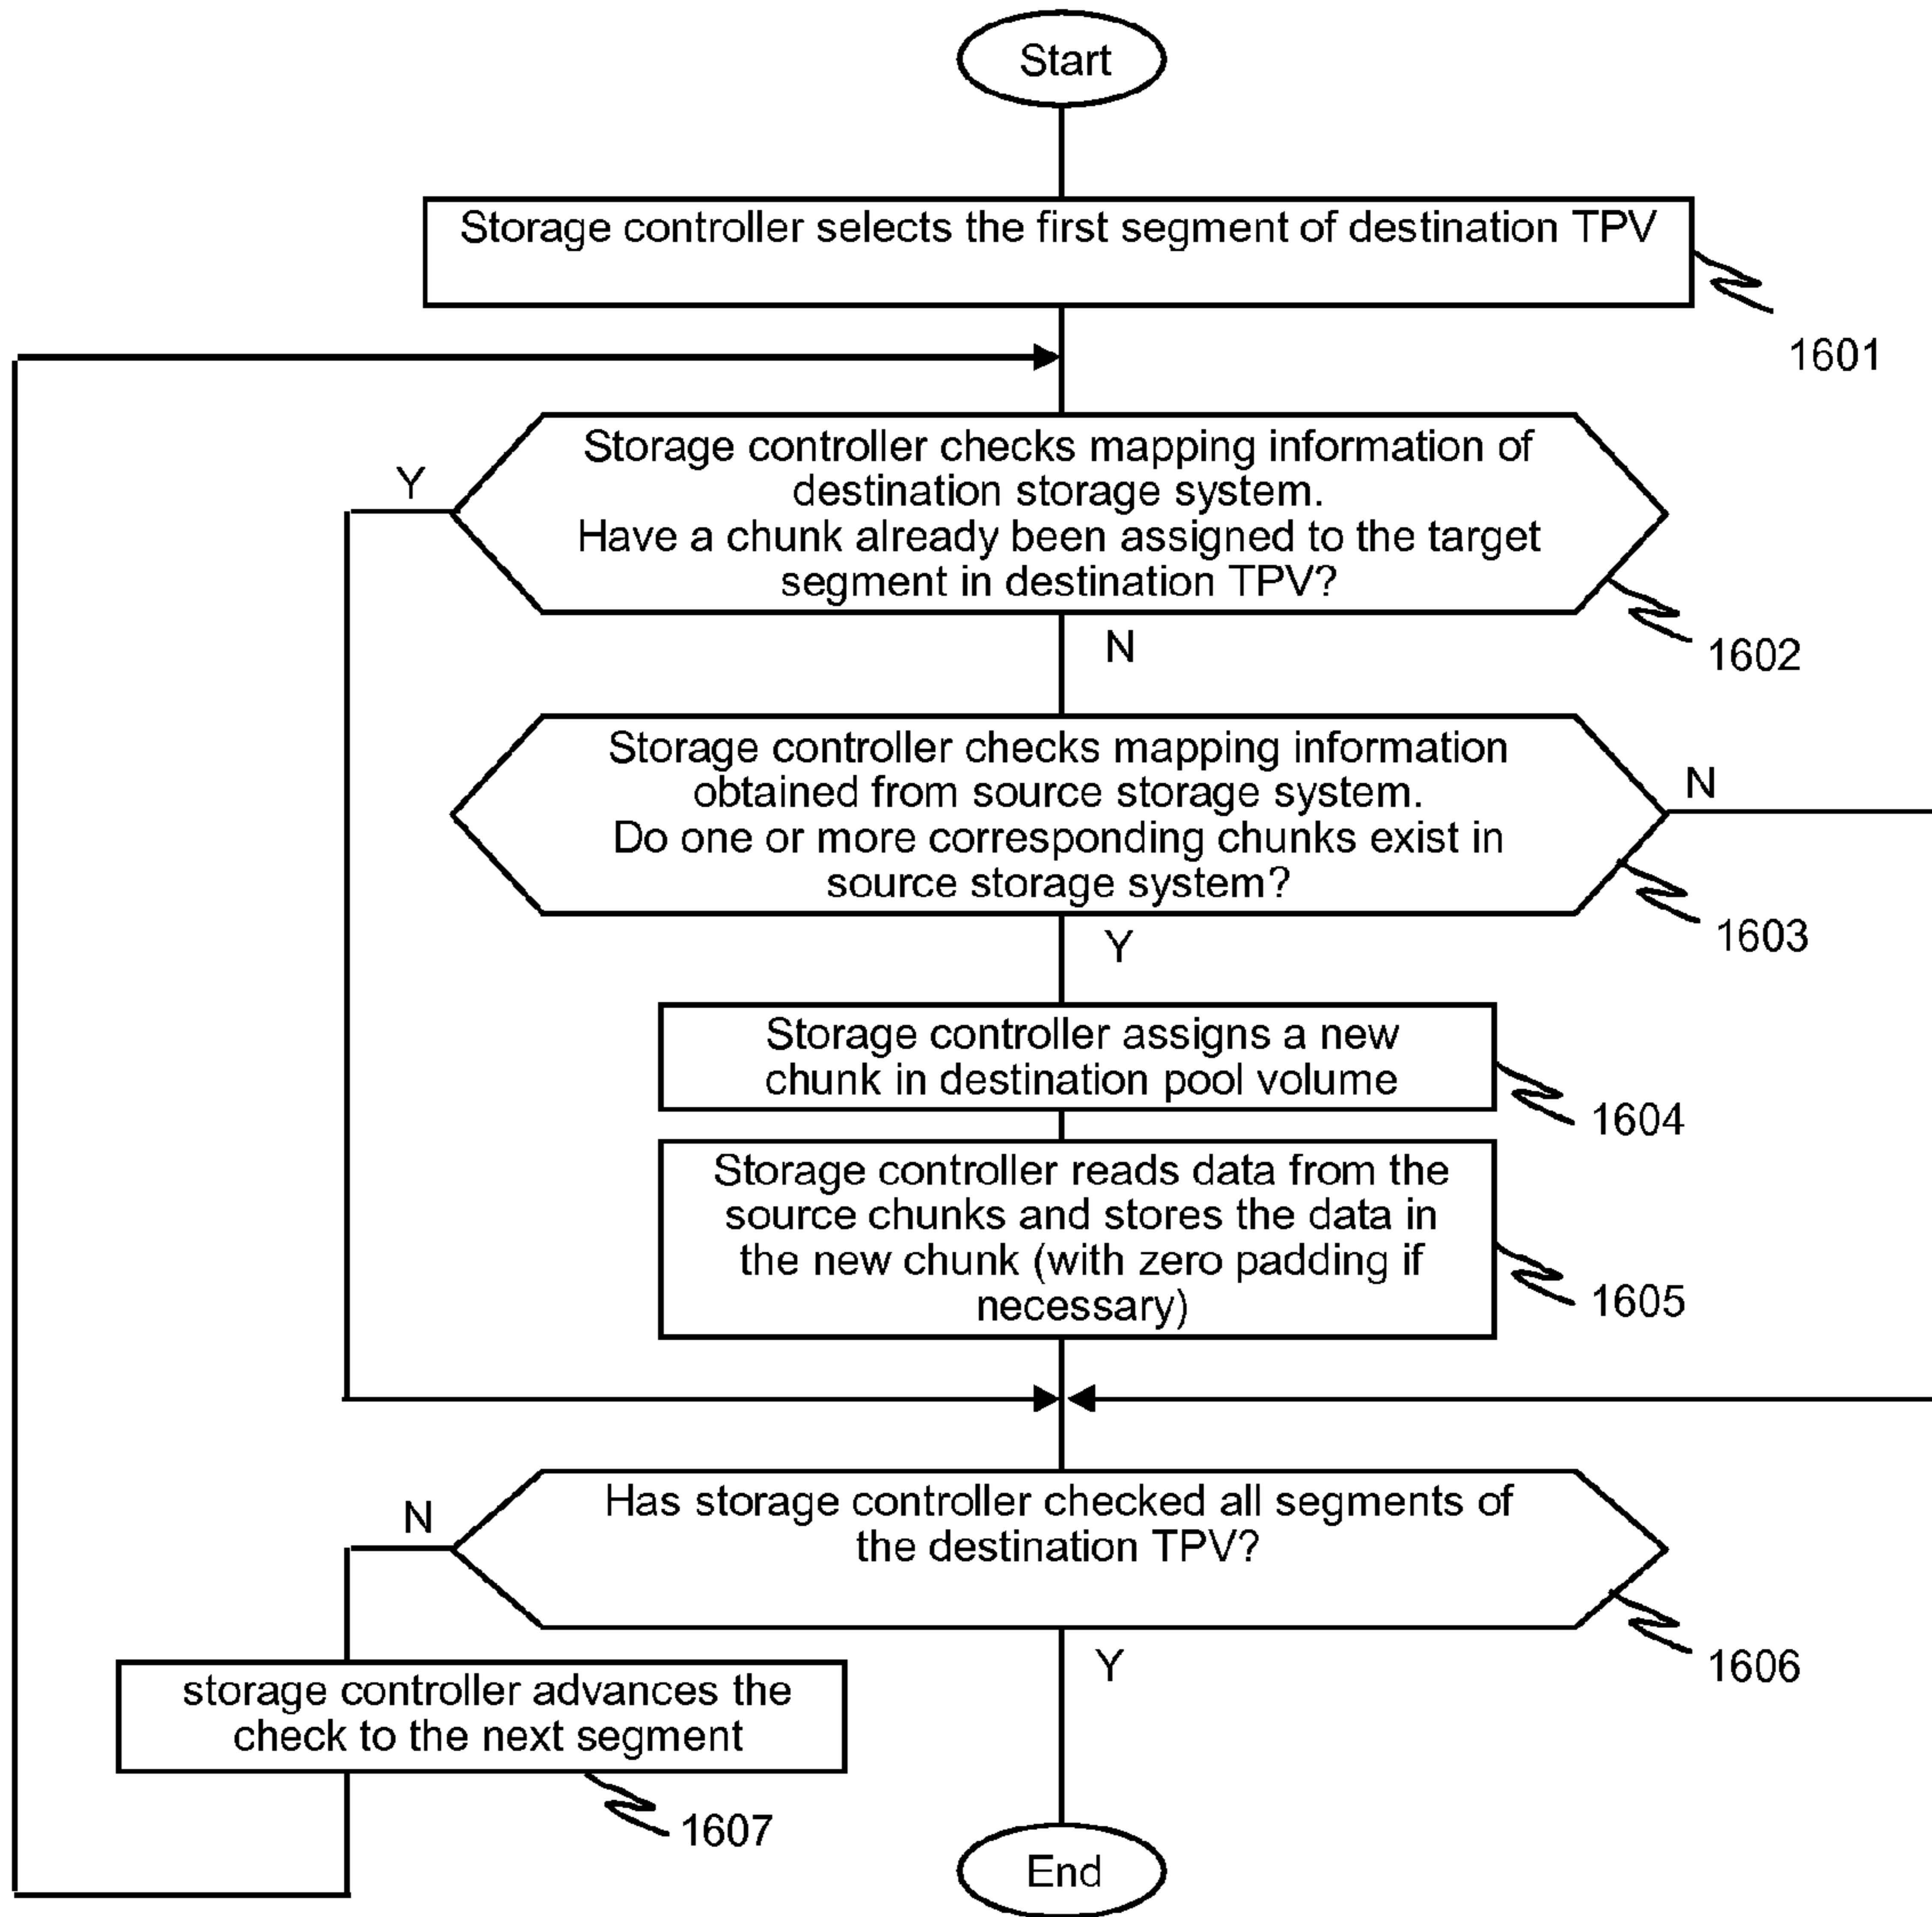 Start
Storage controller selects the first segment of destination TPV
1601
Storage controller checks mapping information of
destination storage system.
Have a chunk already been assigned to the target
segment in destination TPV?
Y
1602
N
Storage controller checks mapping information
obtained from source storage system.
Do one or more corresponding chunks exist in
source storage system?
N
1603
Y
Storage controller assigns a new
chunk in destination pool volume
1604
Storage controller reads data from the
source chunks and stores the data in
the new chunk (with zero padding if
necessary)
1605
Has storage controller checked all segments of
the destination TPV?
N
1606
Y
storage controller advances the
check to the next segment
1607
End